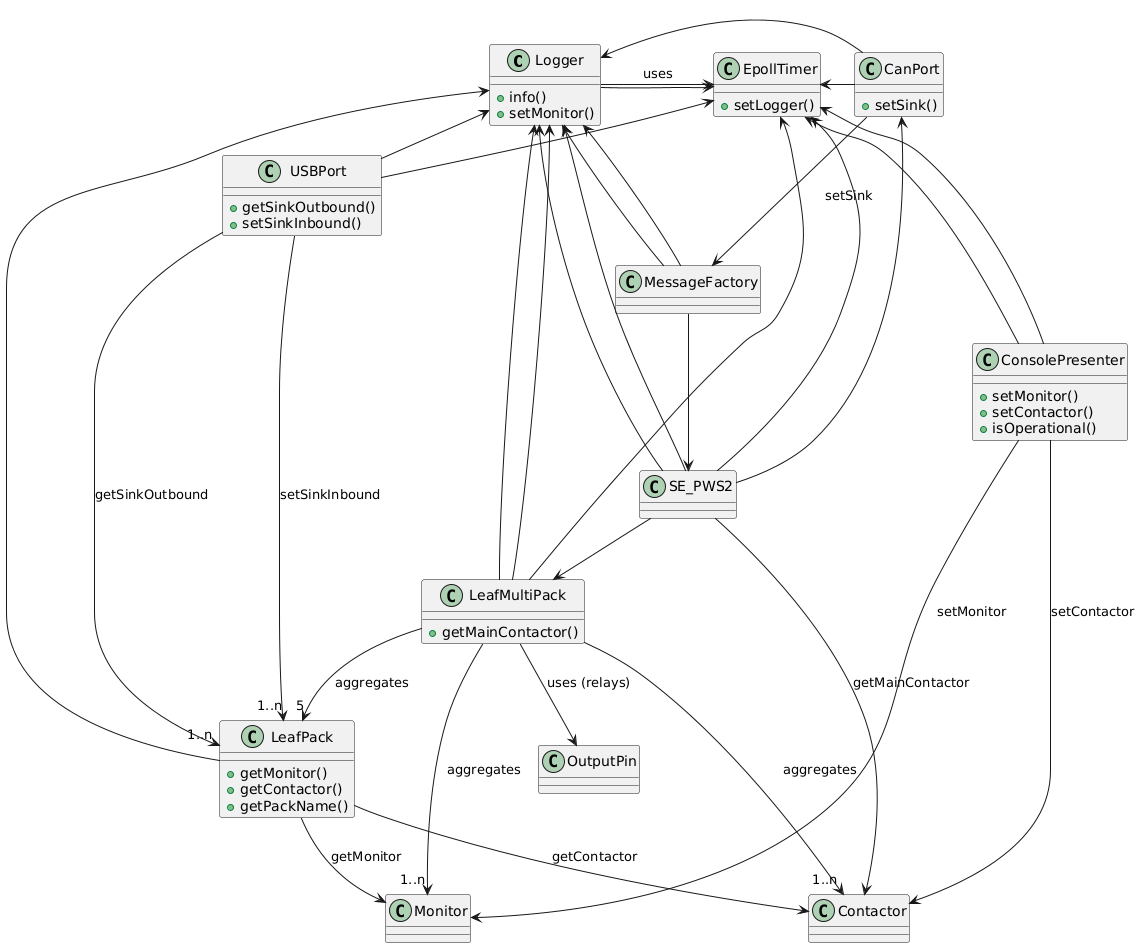 C Logger
+ info()
+ setMonitor()
uses
C EpollTimer
+ setLogger()
C CanPort
+ setSink()
C USBPort
+ getSinkOutbound()
+ setSinkInbound()
setSink
C MessageFactory
C ConsolePresenter
+ setMonitor()
+ setContactor()
+ isOperational()
C SE_PWS2
getSinkOutbound
setSinkInbound
C LeafMultiPack
+ getMainContactor()
setMonitor
setContactor
aggregates
uses (relays)
getMainContactor
1..n
1..n
5
C LeafPack
+ getMonitor()
+ getContactor()
+ getPackName()
C OutputPin
aggregates
aggregates
getMonitor
getContactor
1..n
1..n
C Monitor
C Contactor